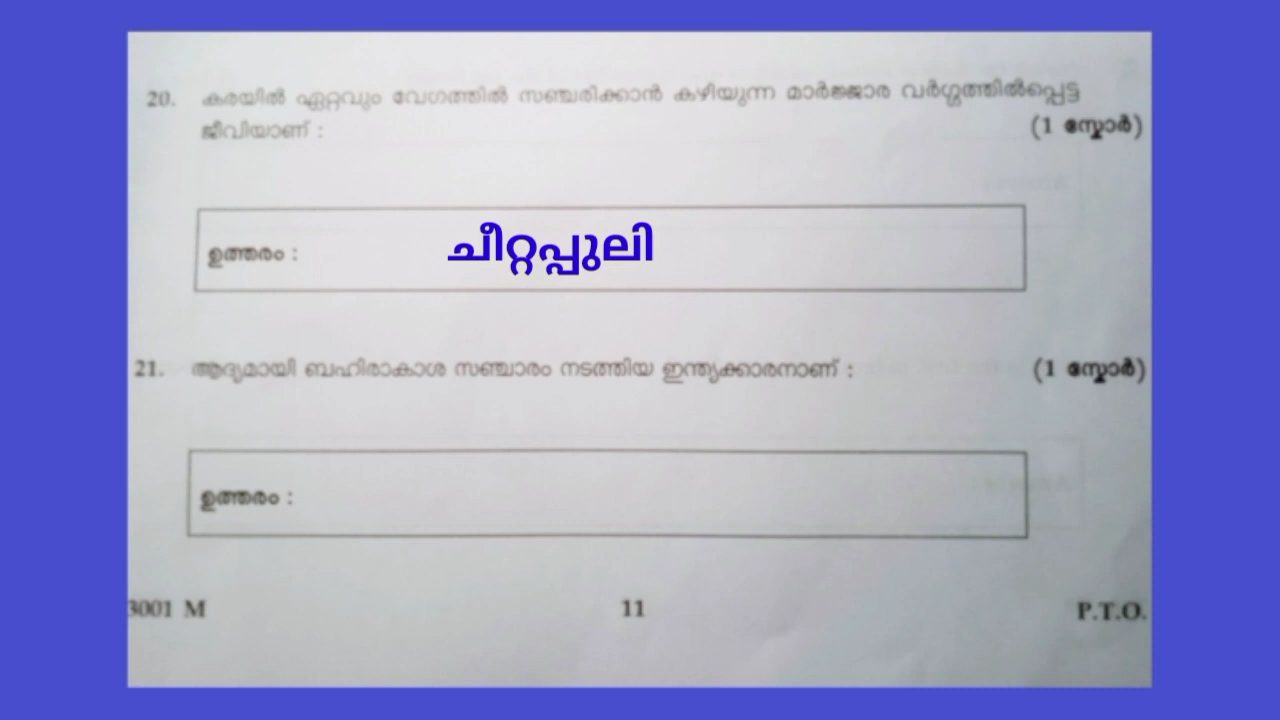 20. കരയിൽ ഏറ്റവും വേഗത്തിൽ സഞ്ചരിക്കാൻ കഴിയുന്ന മാർജ്ജാര വർഗ്ഗത്തിൽപ്പെട്ട
ജീവിയാണ് : (1 സ്കോർ)
ഉത്തരം : ചീറ്റപ്പുലി
21. ആദ്യമായി ബഹിരാകാശ സഞ്ചാരം നടത്തിയ ഇന്ത്യക്കാരനാണ് : (1 സ്കോർ)
ഉത്തരം :
3001 M 11 P.T.O.